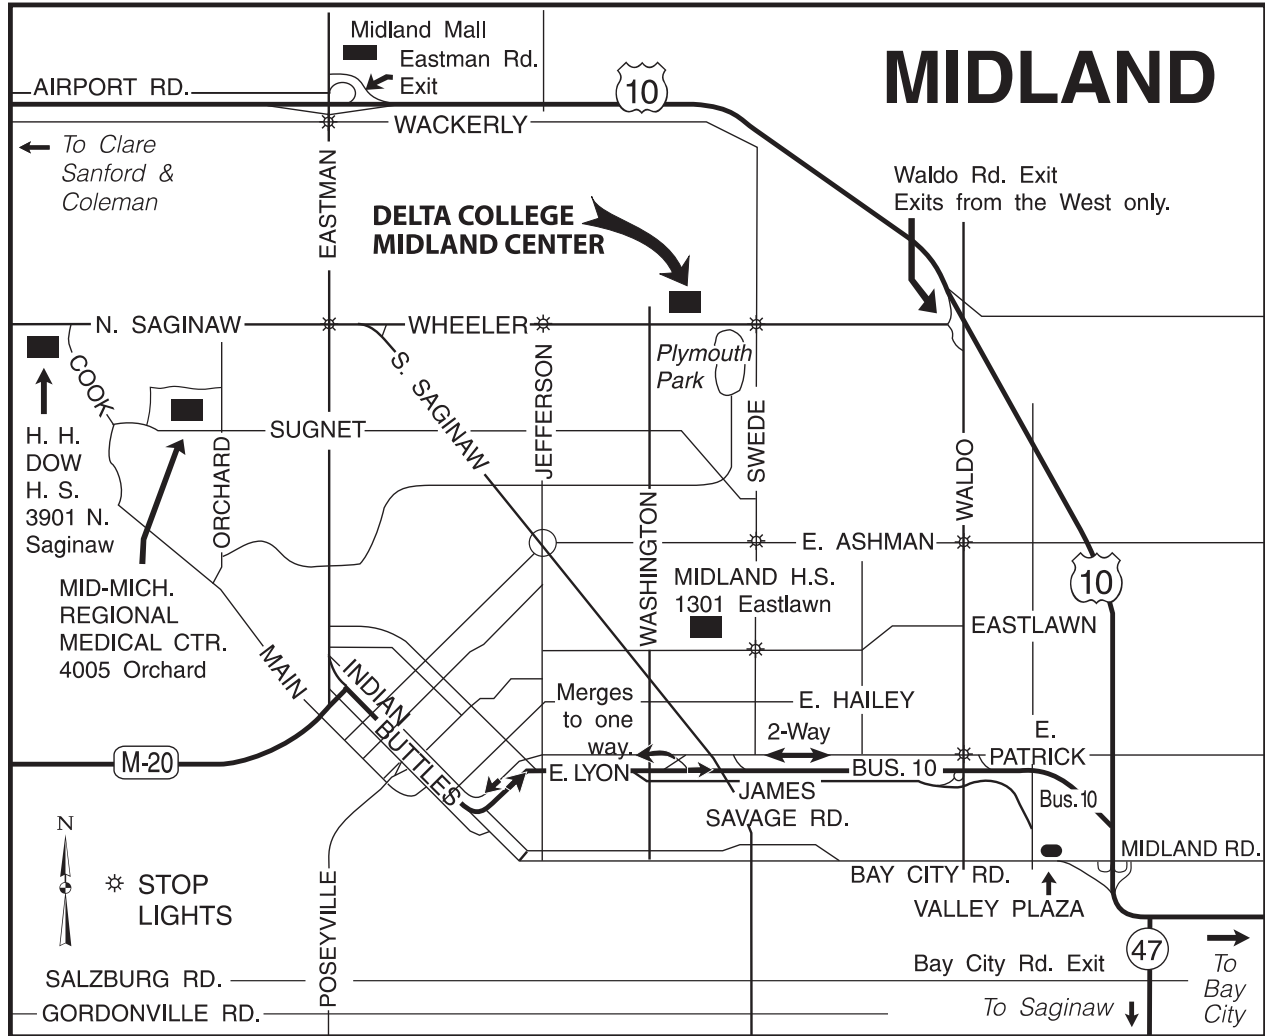 Midland Mall
Eastman Rd.
Exit
MIDLAND
AIRPORT RD.
10
WACKERLY
To Clare
Sanford &
Coleman
EASTMAN
Waldo Rd. Exit
Exits from the West only.
DELTA COLLEGE
MIDLAND CENTER
N. SAGINAW
WHEELER
COOK
S. SAGINAW
JEFFERSON
Plymouth
Park
SWEDE
WALDO
H. H.
DOW
H. S.
3901 N.
Saginaw
SUGNET
ORCHARD
WASHINGTON
E. ASHMAN
10
MID-MICH.
REGIONAL
MEDICAL CTR.
4005 Orchard
MIDLAND H.S.
1301 Eastlawn
EASTLAWN
MAIN
INDIAN
BUTTLES
Merges
to one
way.
E. HAILEY
2-Way
E.
PATRICK
M-20
E. LYON
BUS. 10
JAMES
SAVAGE RD.
Bus. 10
N
STOP
LIGHTS
POSEYVILLE
MIDLAND RD.
BAY CITY RD.
VALLEY PLAZA
47
Bay City Rd. Exit
To
Bay
City
SALZBURG RD.
To Saginaw
GORDONVILLE RD.